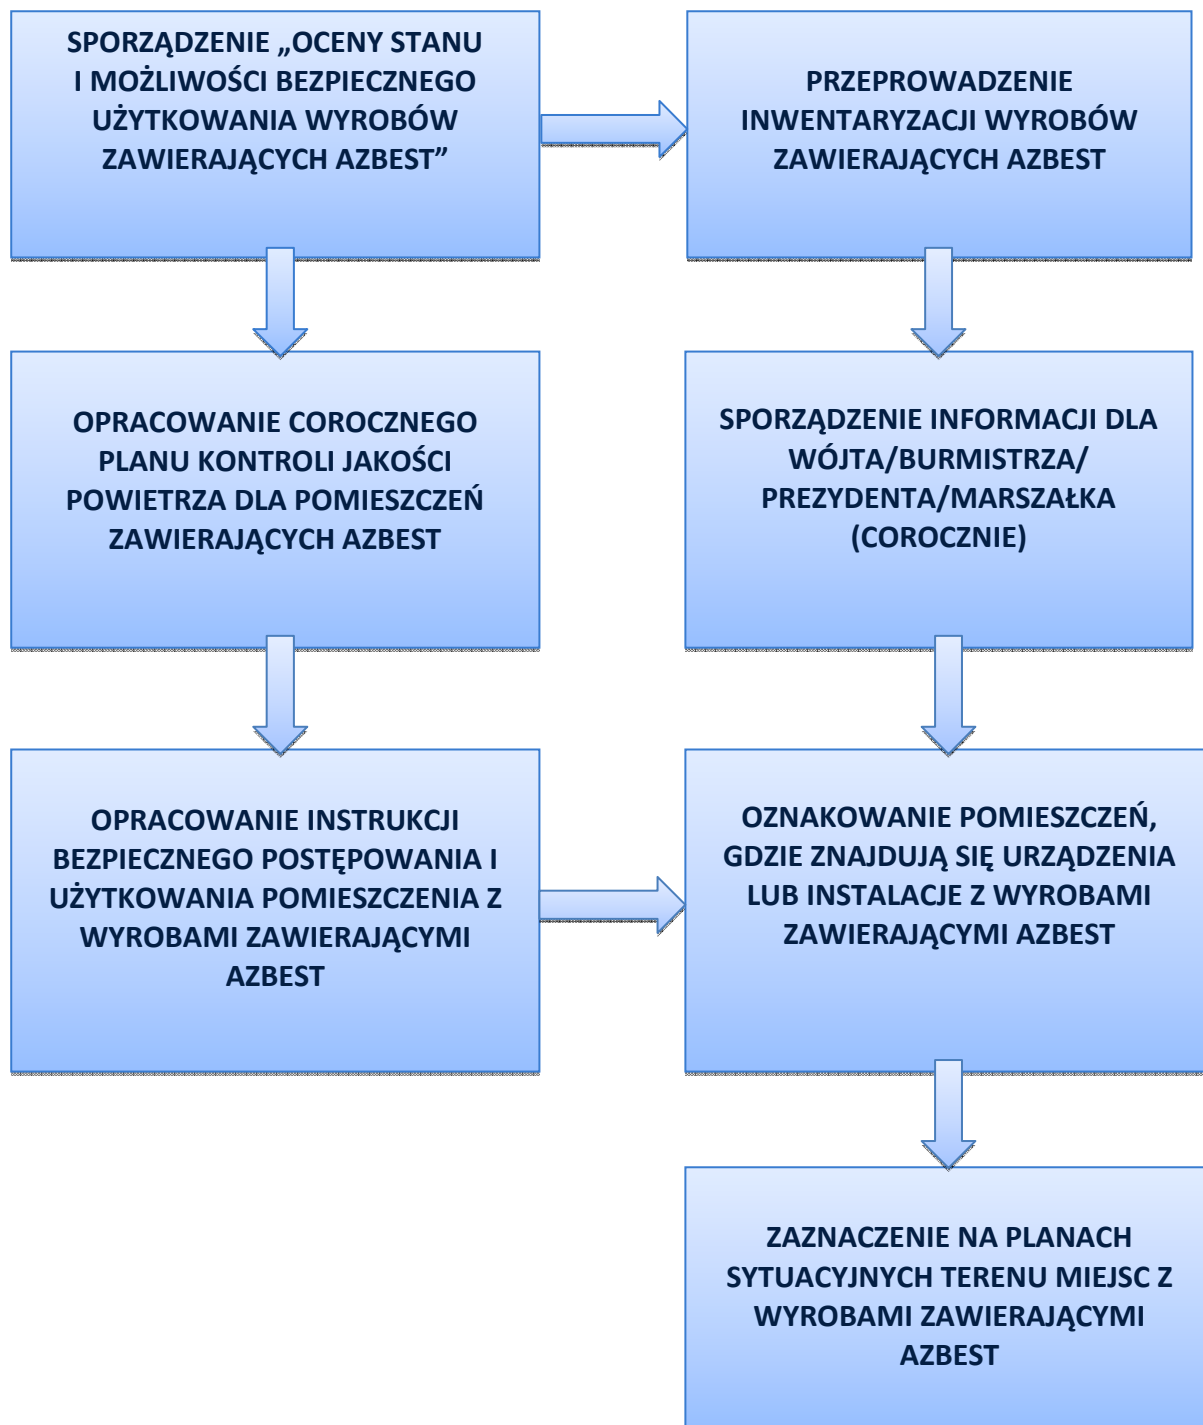 SPORZĄDZENIE „OCENY STANU
I MOŻLIWOŚCI BEZPIECZNEGO
UŻYTKOWANIA WYROBÓW
ZAWIERAJĄCYCH AZBEST”
PRZEPROWADZENIE
INWENTARYZACJI WYROBÓW
ZAWIERAJĄCYCH AZBEST
OPRACOWANIE COROCZNEGO
PLANU KONTROLI JAKOŚCI
POWIETRZA DLA POMIESZCZEŃ
ZAWIERAJĄCYCH AZBEST
SPORZĄDZENIE INFORMACJI DLA
WÓJTA/BURMISTRZA/
PREZYDENTA/MARSZAŁKA
(COROCZNIE)
OPRACOWANIE INSTRUKCJI
BEZPIECZNEGO POSTĘPOWANIA I
UŻYTKOWANIA POMIESZCZENIA Z
WYROBAMI ZAWIERAJĄCYMI
AZBEST
OZNAKOWANIE POMIESZCZEŃ,
GDZIE ZNAJDUJĄ SIĘ URZĄDZENIA
LUB INSTALACJE Z WYROBAMI
ZAWIERAJĄCYMI AZBEST
ZAZNACZENIE NA PLANACH
SYTUACYJNYCH TERENU MIEJSC Z
WYROBAMI ZAWIERAJĄCYMI
AZBEST